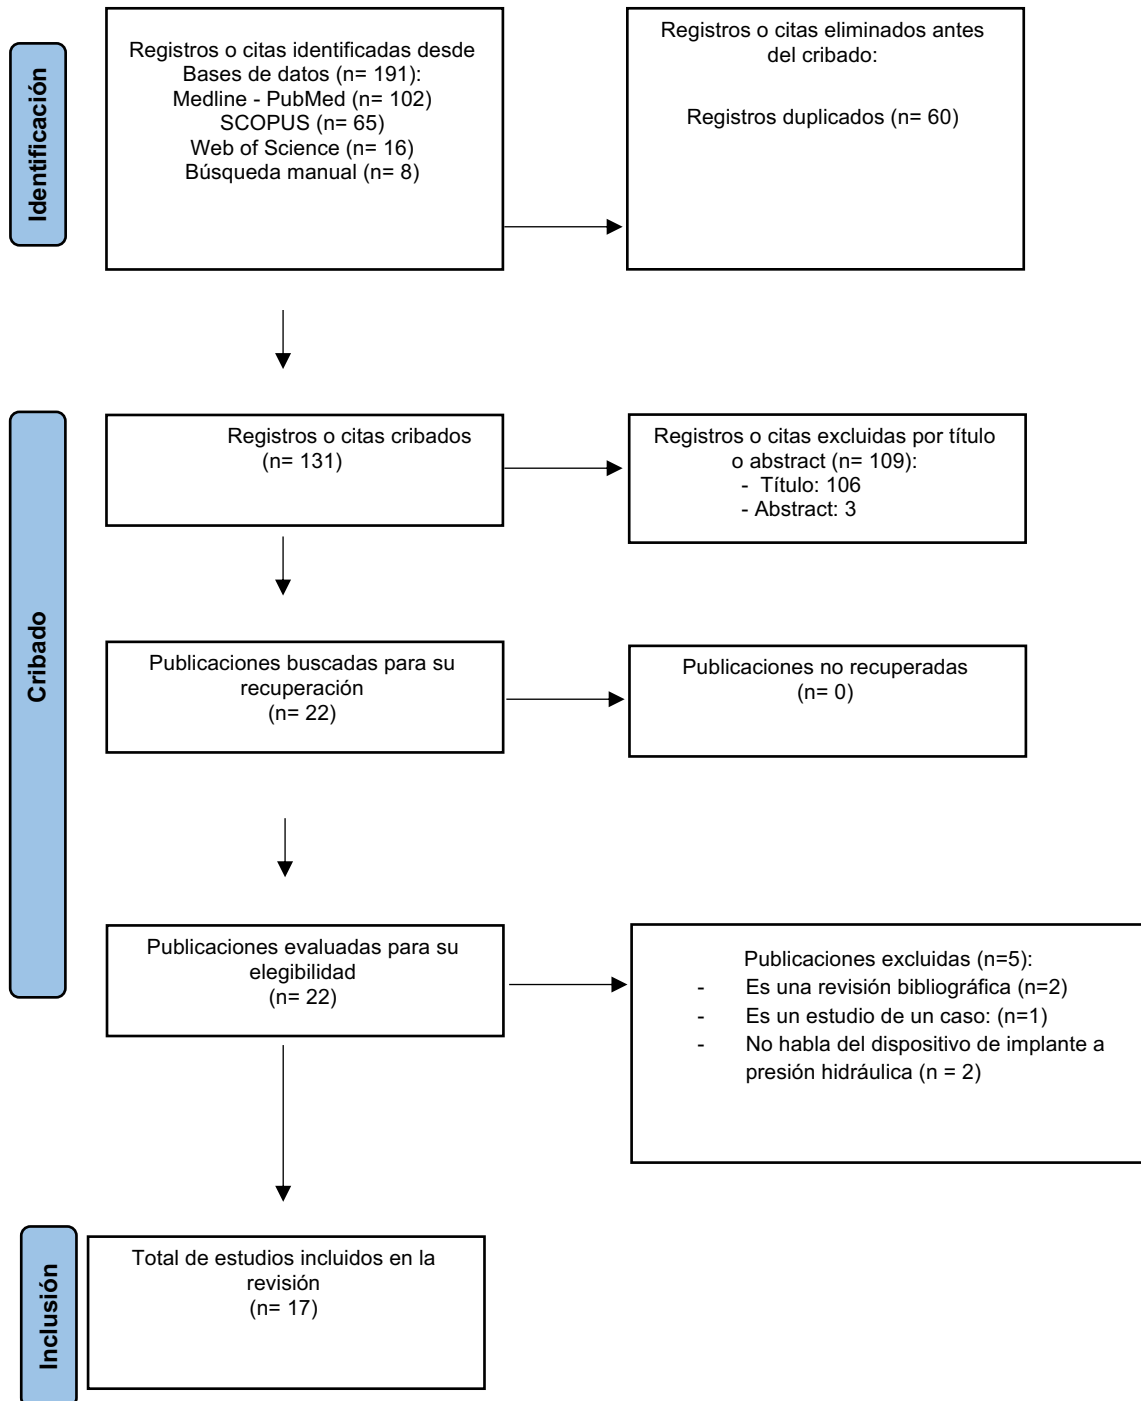 Identificación
Registros o citas identificadas desde
Bases de datos (n= 191):
Medline - PubMed (n= 102)
SCOPUS (n= 65)
Web of Science (n= 16)
Búsqueda manual (n= 8)
Registros o citas eliminados antes
del cribado:
Registros duplicados (n= 60)
Cribado
Registros o citas cribados
(n= 131)
Registros o citas excluidas por título
o abstract (n= 109):
- Título: 106
- Abstract: 3
Publicaciones buscadas para su
recuperación
(n= 22)
Publicaciones no recuperadas
(n= 0)
Publicaciones evaluadas para su
elegibilidad
(n= 22)
Publicaciones excluidas (n=5):
- Es una revisión bibliográfica (n=2)
- Es un estudio de un caso: (n=1)
- No habla del dispositivo de implante a
presión hidráulica (n = 2)
Inclusión
Total de estudios incluidos en la
revisión
(n= 17)